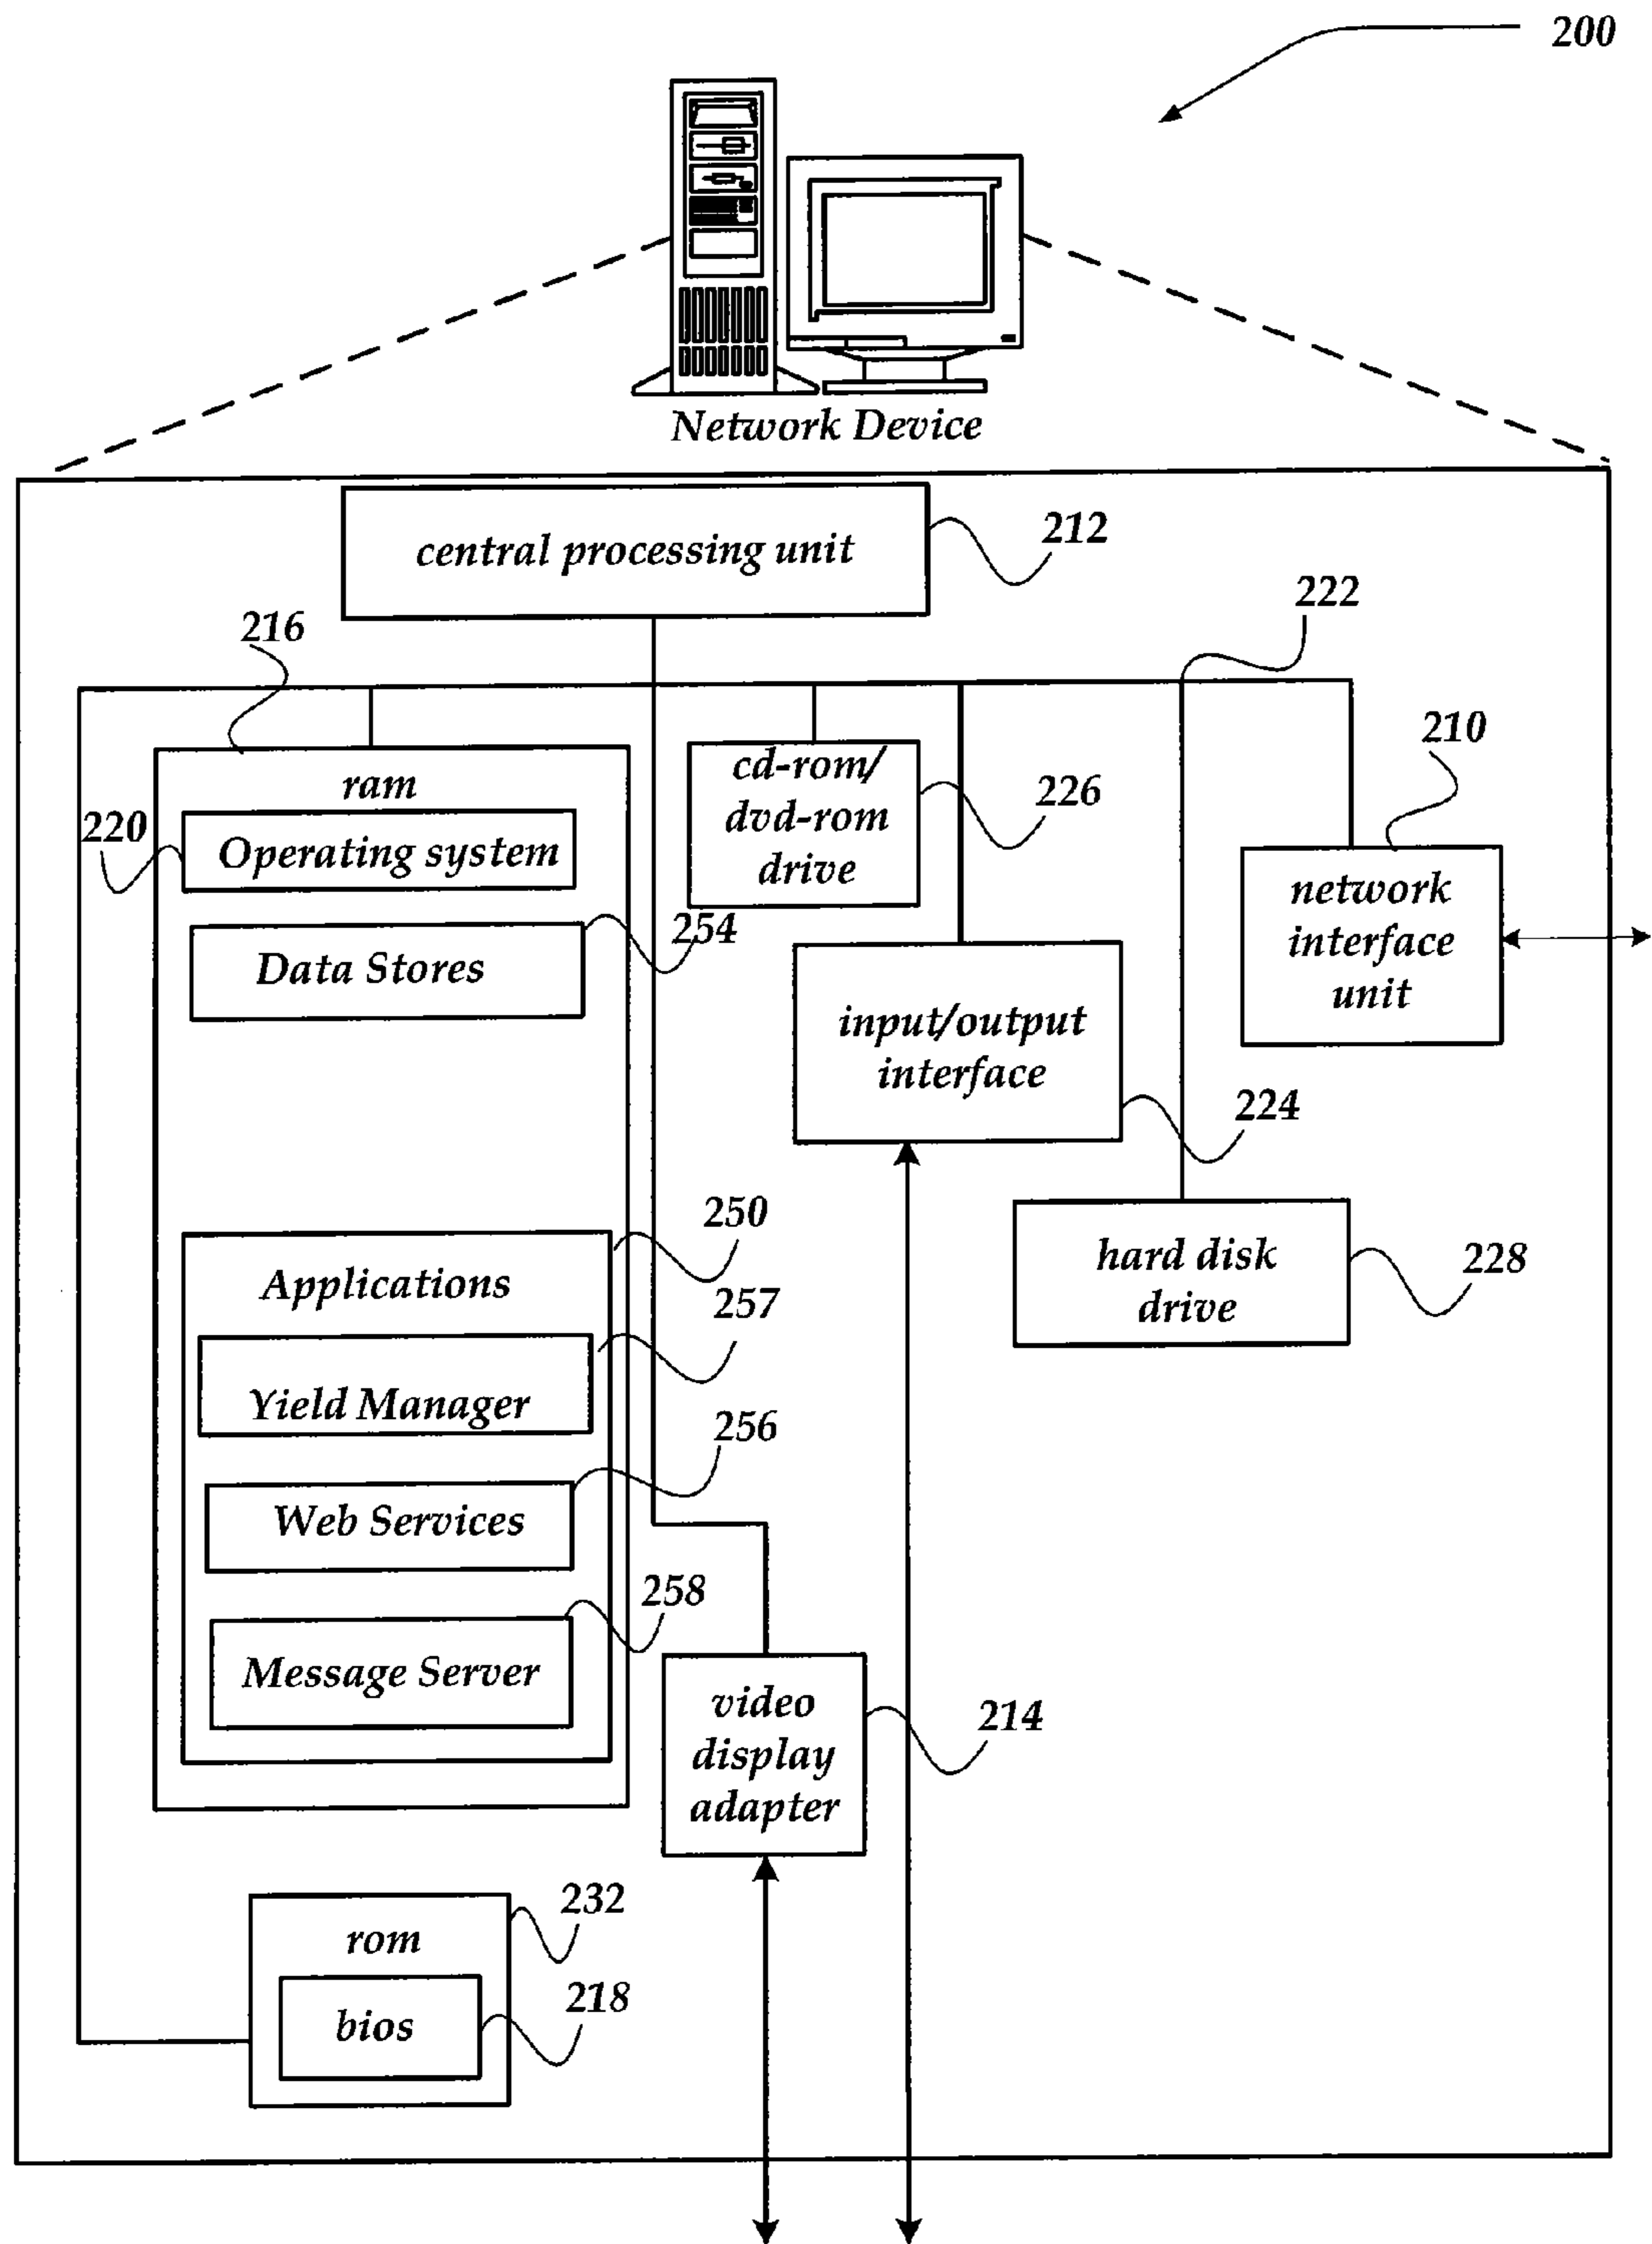 200
Network Device
central processing unit
212
222
216
210
ram
cd-rom/
dvd-rom
drive
226
220
Operating system
network
interface
unit
254
Data Stores
input/output
interface
224
250
hard disk
drive
228
Applications
257
Yield Manager
256
Web Services
258
Message Server
video
display
adapter
214
232
rom
218
bios